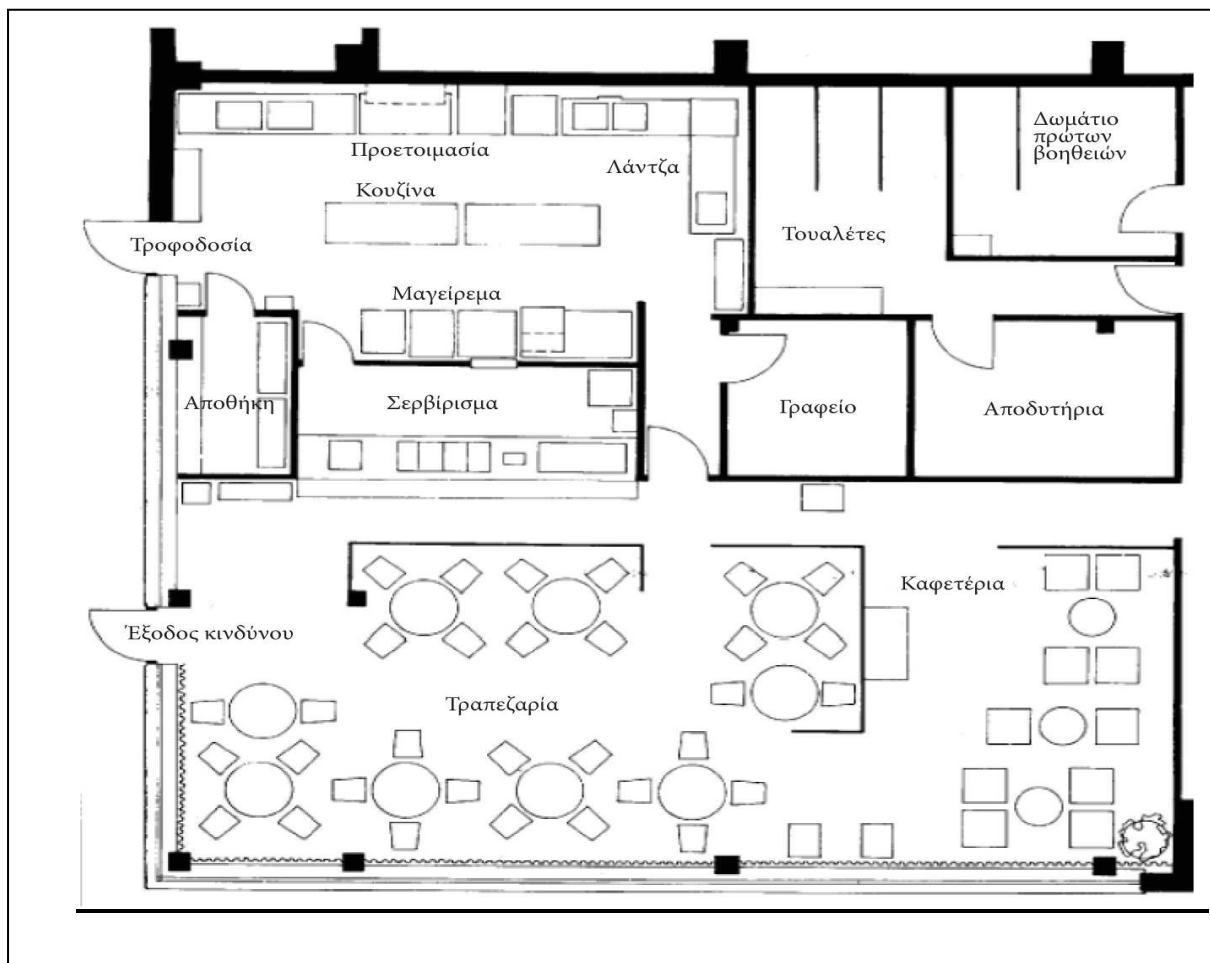 Δωμάτιο
πρώτων
βοηθειών
Προετοιμασία
Λάντζα
Κουζίνα
Τουαλέτες
Τροφοδοσία
Μαγείρεμα
Αποθήκη
Σερβίρισμα
Γραφείο
Αποδυτήρια
Καφετέρια
Έξοδος κινδύνου
Τραπεζαρία